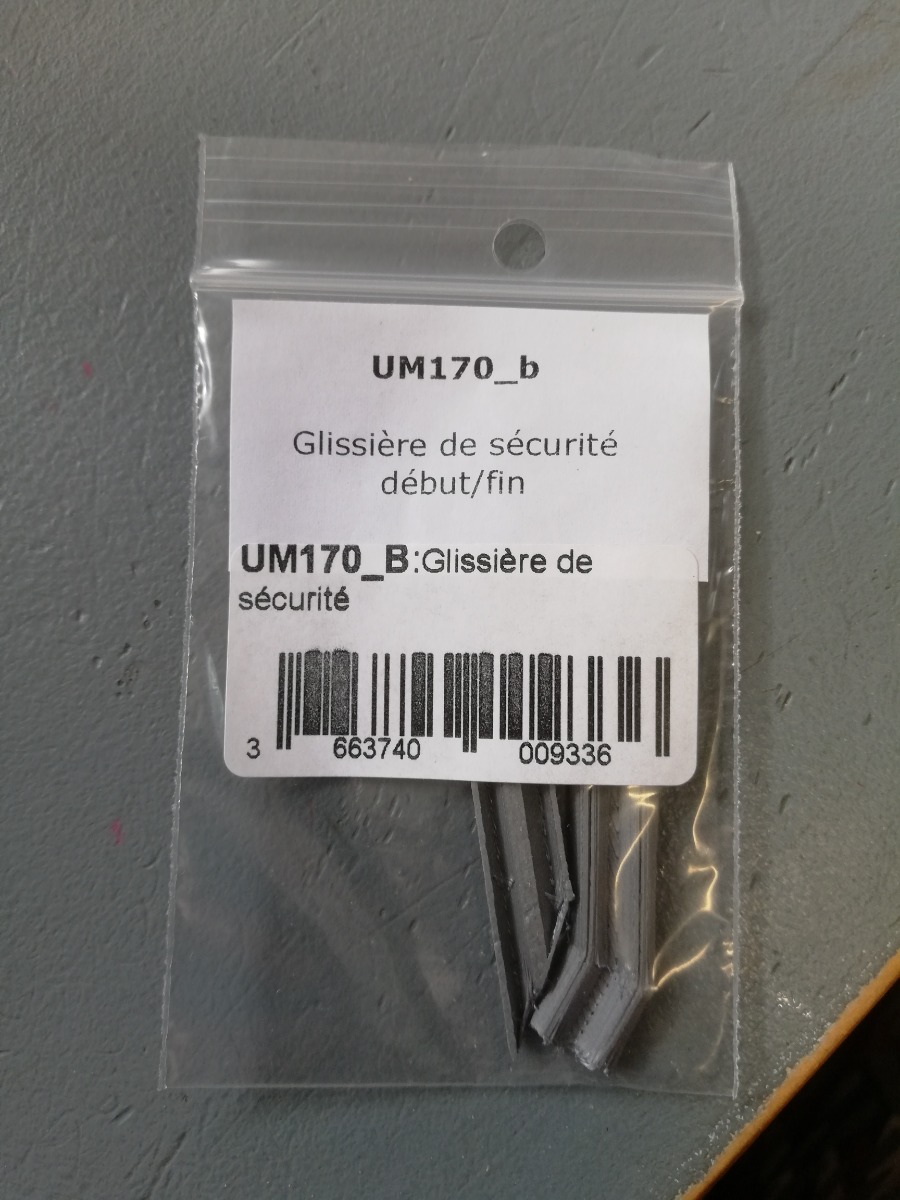 UM170_b
Glissière de sécurité
début/fin
UM170_B:Glissière de
sécurité
3 663740 009336